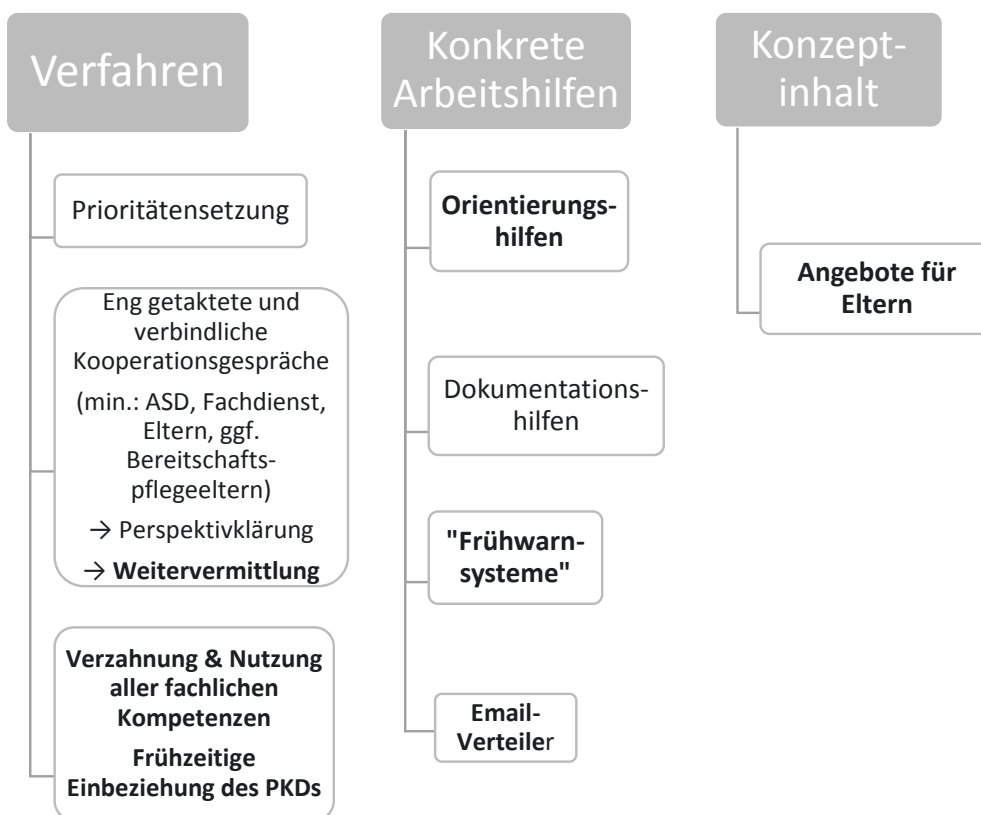 Verfahren
Prioritätensetzung
Eng getaktete und
verbindliche
Kooperationsgespräche
(min.: ASD, Fachdienst,
Eltern, ggf.
Bereitschafts-
pflegeeltern)
→ Perspektivklärung
→ Weitervermittlung
Verzahnung & Nutzung
aller fachlichen
Kompetenzen
Frühzeitige
Einbeziehung des PKDs
Konkrete
Arbeitshilfen
Orientierungs-
hilfen
Dokumentations-
hilfen
"Frühwarn-
systeme"
Email-
Verteiler
Konzept-
inhalt
Angebote für
Eltern